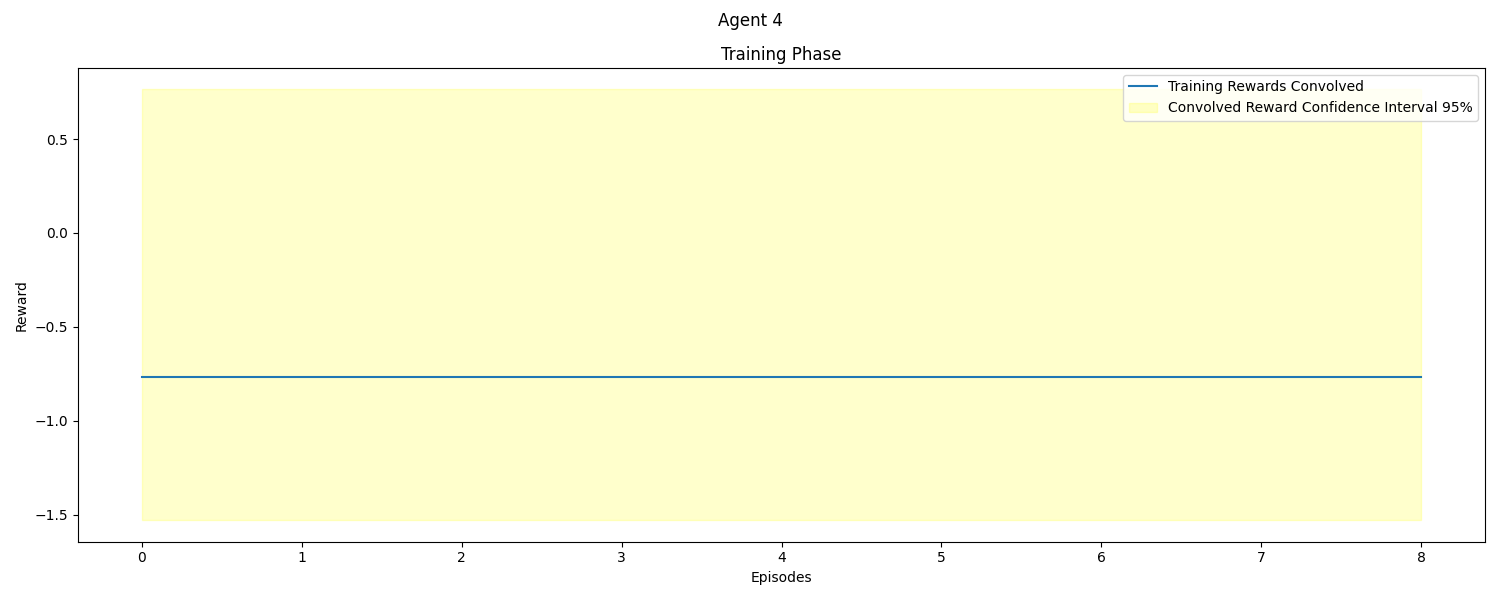 Agent 4
Training Phase
Training Rewards Convolved
Convolved Reward Confidence Interval 95%
0.5
0.0
−0.5
−1.0
−1.5
Reward
0 1 2 3 4 5 6 7 8
Episodes